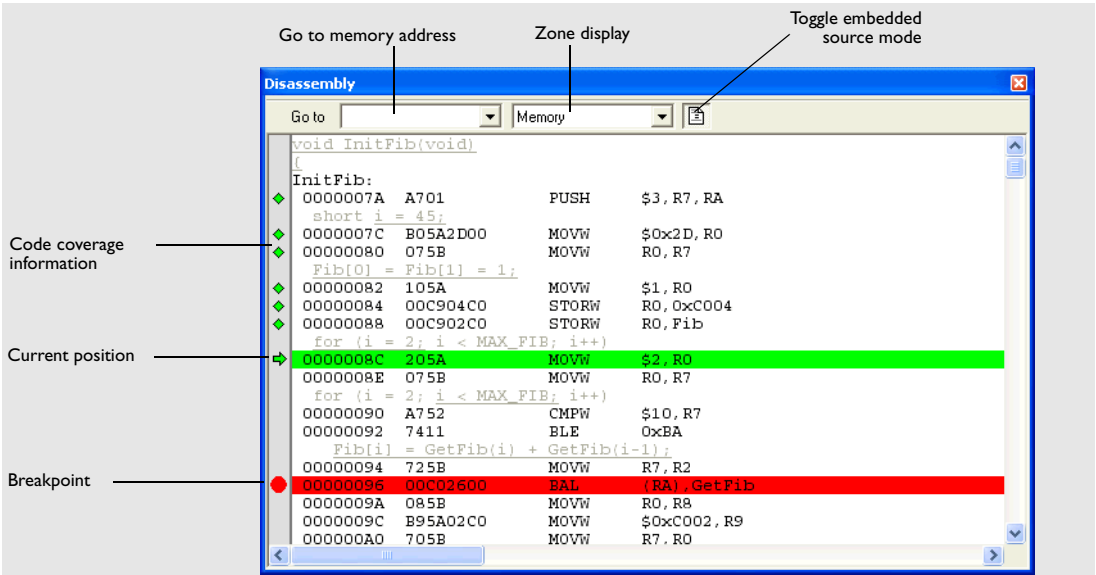 Toggle embedded
source mode
Go to memory address
Zone display
Disassembly
Go to Memory
void InitFib(void)
{
InitFib:
0000007A A701 PUSH $3,R7,RA
short i = 45;
0000007C B05A2D00 MOVW $0x2D,R0
00000080 075B MOVW R0,R7
Fib[0] = Fib[1] = 1;
00000082 105A MOVW $1,R0
00000084 00C904C0 STORW R0,0xC004
00000088 00C902C0 STORW R0,Fib
for (i = 2; i < MAX_FIB; i++)
0000008C 205A MOVW $2,R0
0000008E 075B MOVW R0,R7
for (i = 2; i < MAX_FIB; i++)
00000090 A752 CMPW $10,R7
00000092 7411 BLE 0xBA
Fib[i] = GetFib(i) + GetFib(i-1);
00000094 725B MOVW R7,R2
00000096 00C02600 BAL (RA),GetFib
0000009A 085B MOVW R0,R8
0000009C B95A02C0 MOVW $0xC002,R9
000000A0 705B MOVW R7,R0
Code coverage
information
Current position
Breakpoint